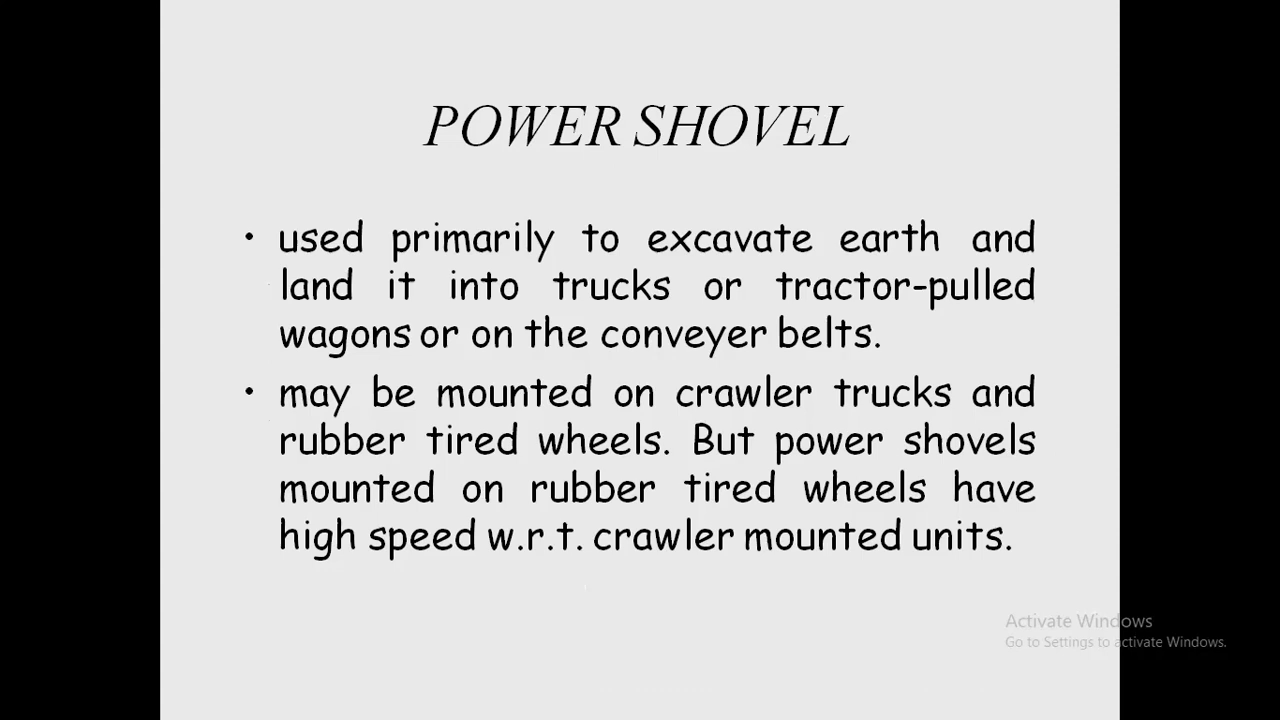 POWER SHOVEL
• used primarily to excavate earth and
land it into trucks or tractor-pulled
wagons or on the conveyer belts.
• may be mounted on crawler trucks and
rubber tired wheels. But power shovels
mounted on rubber tired wheels have
high speed w.r.t. crawler mounted units.
Activate Windows
Go to Settings to activate Windows.